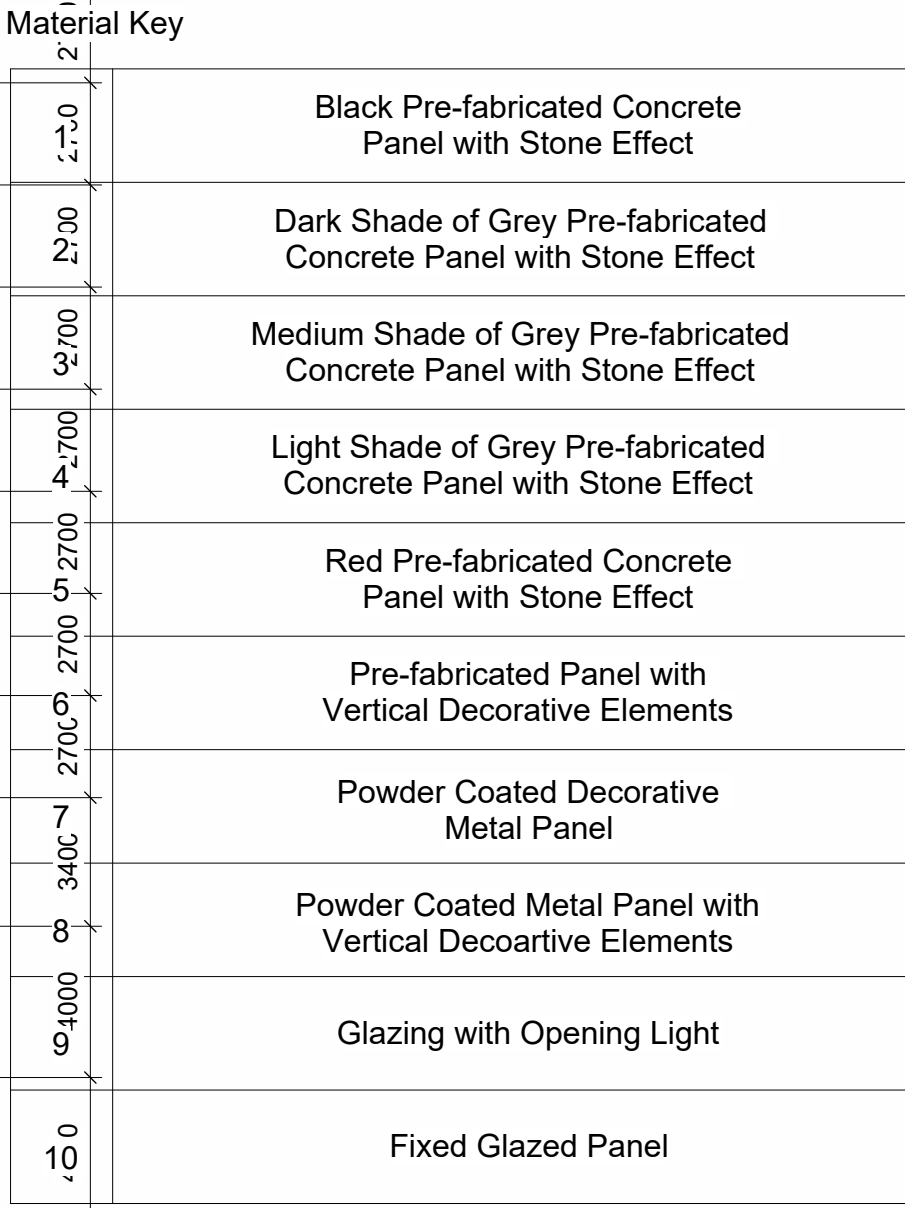 Material Key
1
Black Pre-fabricated Concrete
Panel with Stone Effect
2
Dark Shade of Grey Pre-fabricated
Concrete Panel with Stone Effect
3
2700
Medium Shade of Grey Pre-fabricated
Concrete Panel with Stone Effect
4
2700
Light Shade of Grey Pre-fabricated
Concrete Panel with Stone Effect
2700
5
Red Pre-fabricated Concrete
Panel with Stone Effect
2700
6
Pre-fabricated Panel with
Vertical Decorative Elements
2700
7
Powder Coated Decorative
Metal Panel
3400
8
Powder Coated Metal Panel with
Vertical Decoartive Elements
4000
9
Glazing with Opening Light
10
Fixed Glazed Panel